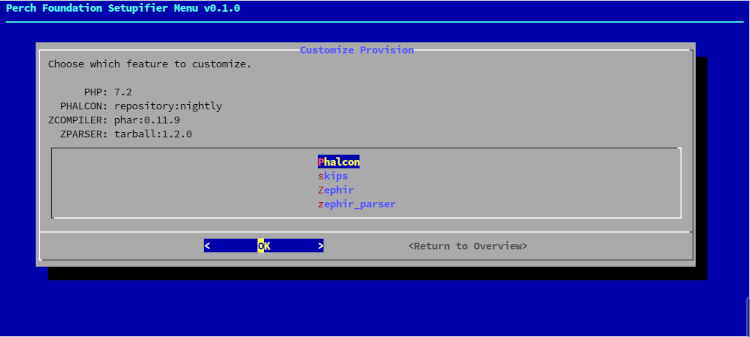 Perch Foundation Setupifier Menu v0.1.0
Customize Provision
Choose which feature to customize.
PHP: 7.2
PHALCON: repository:nightly
ZCOMPILER: phar:0.11.9
ZPARSER: tarball:1.2.0
Phalcon
skips
Zephir
zephir_parser
< OK > <Return to Overview>